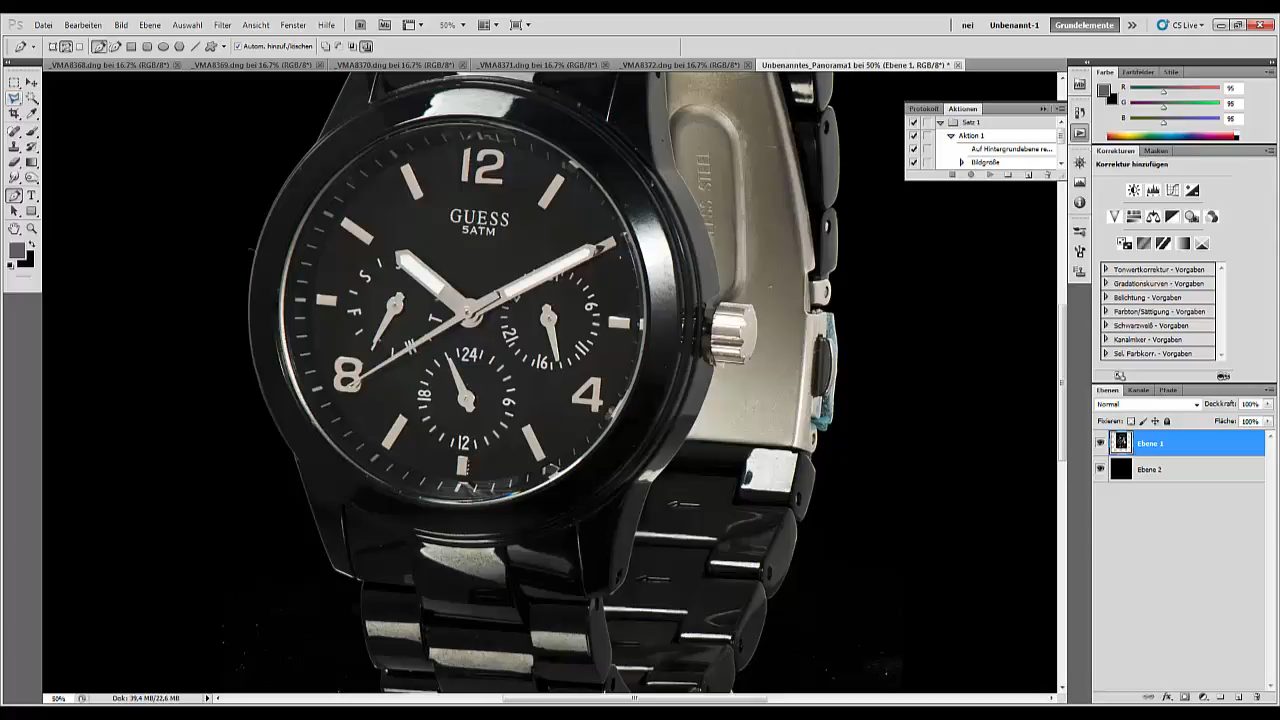 Datei Bearbeiten Bild Ebene Auswahl Filter Ansicht Fenster Hilfe
50%
nei Unbenannt-1 Grundelemente CS Live
Autom. hinzuf./löschen
_VMA8368.dng bei 16.7% (RGB/8*) _VMA8369.dng bei 16.7% (RGB/8*) _VMA8370.dng bei 16.7% (RGB/8*) _VMA8371.dng bei 16.7% (RGB/8*) _VMA8372.dng bei 16.7% (RGB/8*) Unbenanntes_Panorama1 bei 50% (Ebene 1, RGB/8*) *
Farbe Farbfelder Stile
R 95
G 95
B 95
Protokoll Aktionen
Satz 1
Aktion 1
Auf Hintergrundebene re...
Bildgröße
Korrekturen Masken
Korrektur hinzufügen
Tonwertkorrektur - Vorgaben
Gradationskurven - Vorgaben
Belichtung - Vorgaben
Farbton/Sättigung - Vorgaben
Schwarzweiß - Vorgaben
Kanalmixer - Vorgaben
Sel. Farbkorr. - Vorgaben
Ebenen Kanäle Pfade
Normal Deckkraft: 100%
Fixieren: Fläche: 100%
Ebene 1
Ebene 2
12
GUESS
5ATM
8
4
S
F
24
18
6
12
6
12
16
STEEL
50% Dok: 39,4 MB/22,6 MB